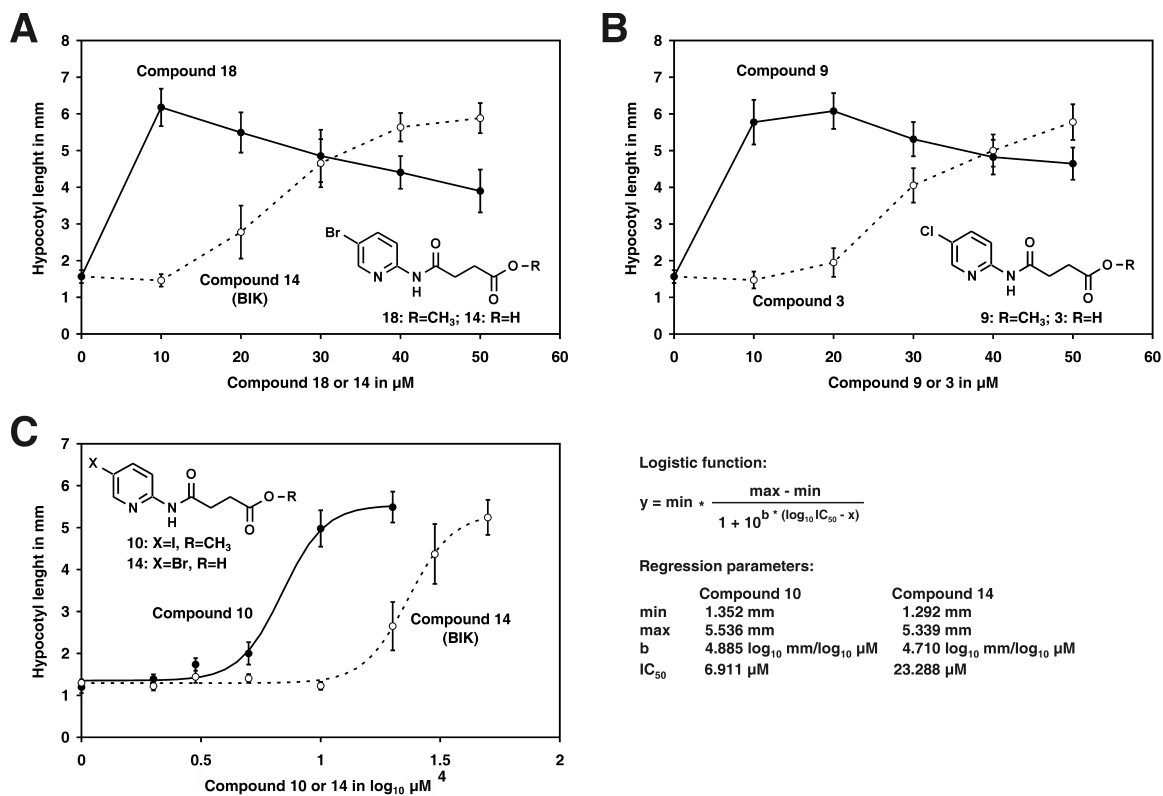 A
8
7
6
5
4
3
2
1
0
Hypocotyl lenght in mm
Compound 18
Compound 14
(BIK)
Br
N
N
H
O
O
O–R
18: R=CH₃; 14: R=H
0 10 20 30 40 50 60
Compound 18 or 14 in µM
B
8
7
6
5
4
3
2
1
0
Hypocotyl lenght in mm
Compound 9
Compound 3
Cl
N
N
H
O
O
O–R
9: R=CH₃; 3: R=H
0 10 20 30 40 50 60
Compound 9 or 3 in µM
C
7
6
5
4
3
2
1
0
Hypocotyl lenght in mm
X
N
N
H
O
O
O–R
10: X=I, R=CH₃
14: X=Br, R=H
Compound 10
Compound 14
(BIK)
0 0.5 1 1.5 2
Compound 10 or 14 in log₁₀ µM 4
Logistic function:
y = min * (max - min) / (1 + 10^(b * (log₁₀ IC₅₀ - x)))
Regression parameters:
Compound 10 Compound 14
min 1.352 mm 1.292 mm
max 5.536 mm 5.339 mm
b 4.885 log₁₀ mm/log₁₀ µM 4.710 log₁₀ mm/log₁₀ µM
IC₅₀ 6.911 µM 23.288 µM